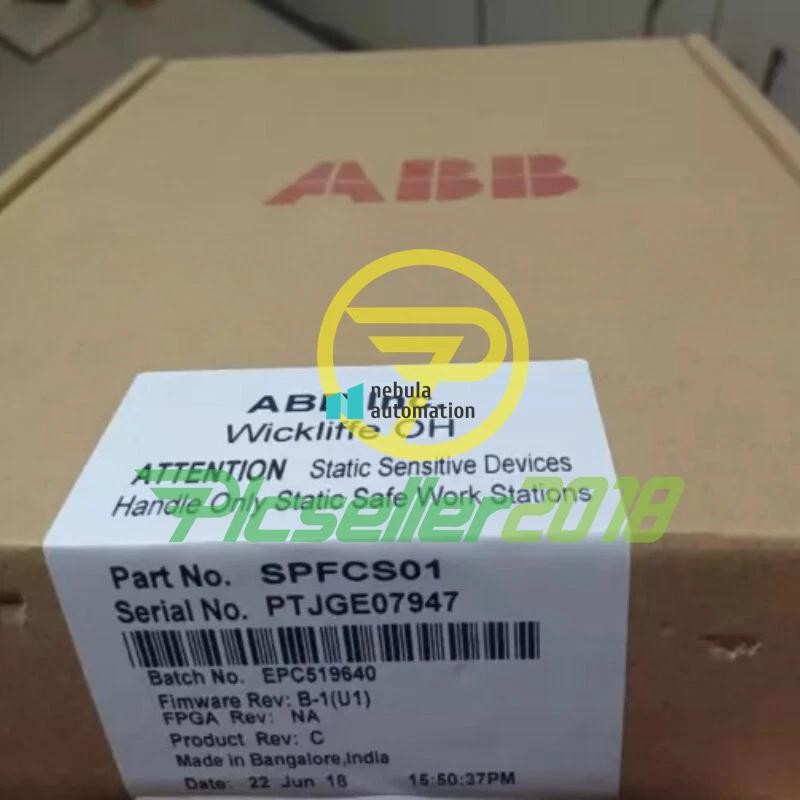 ABB
ABB Inc.
nebula
automation
Wickliffe OH
ATTENTION Static Sensitive Devices
Handle Only Static Safe Work Stations
Picseller2018
Part No. SPFCS01
Serial No. PTJGE07947
Batch No. EPC519640
Fimware Rev: B-1(U1)
FPGA Rev: NA
Product Rev: C
Made in Bangalore,India
Date: 22 Jun 18 15:50:37PM